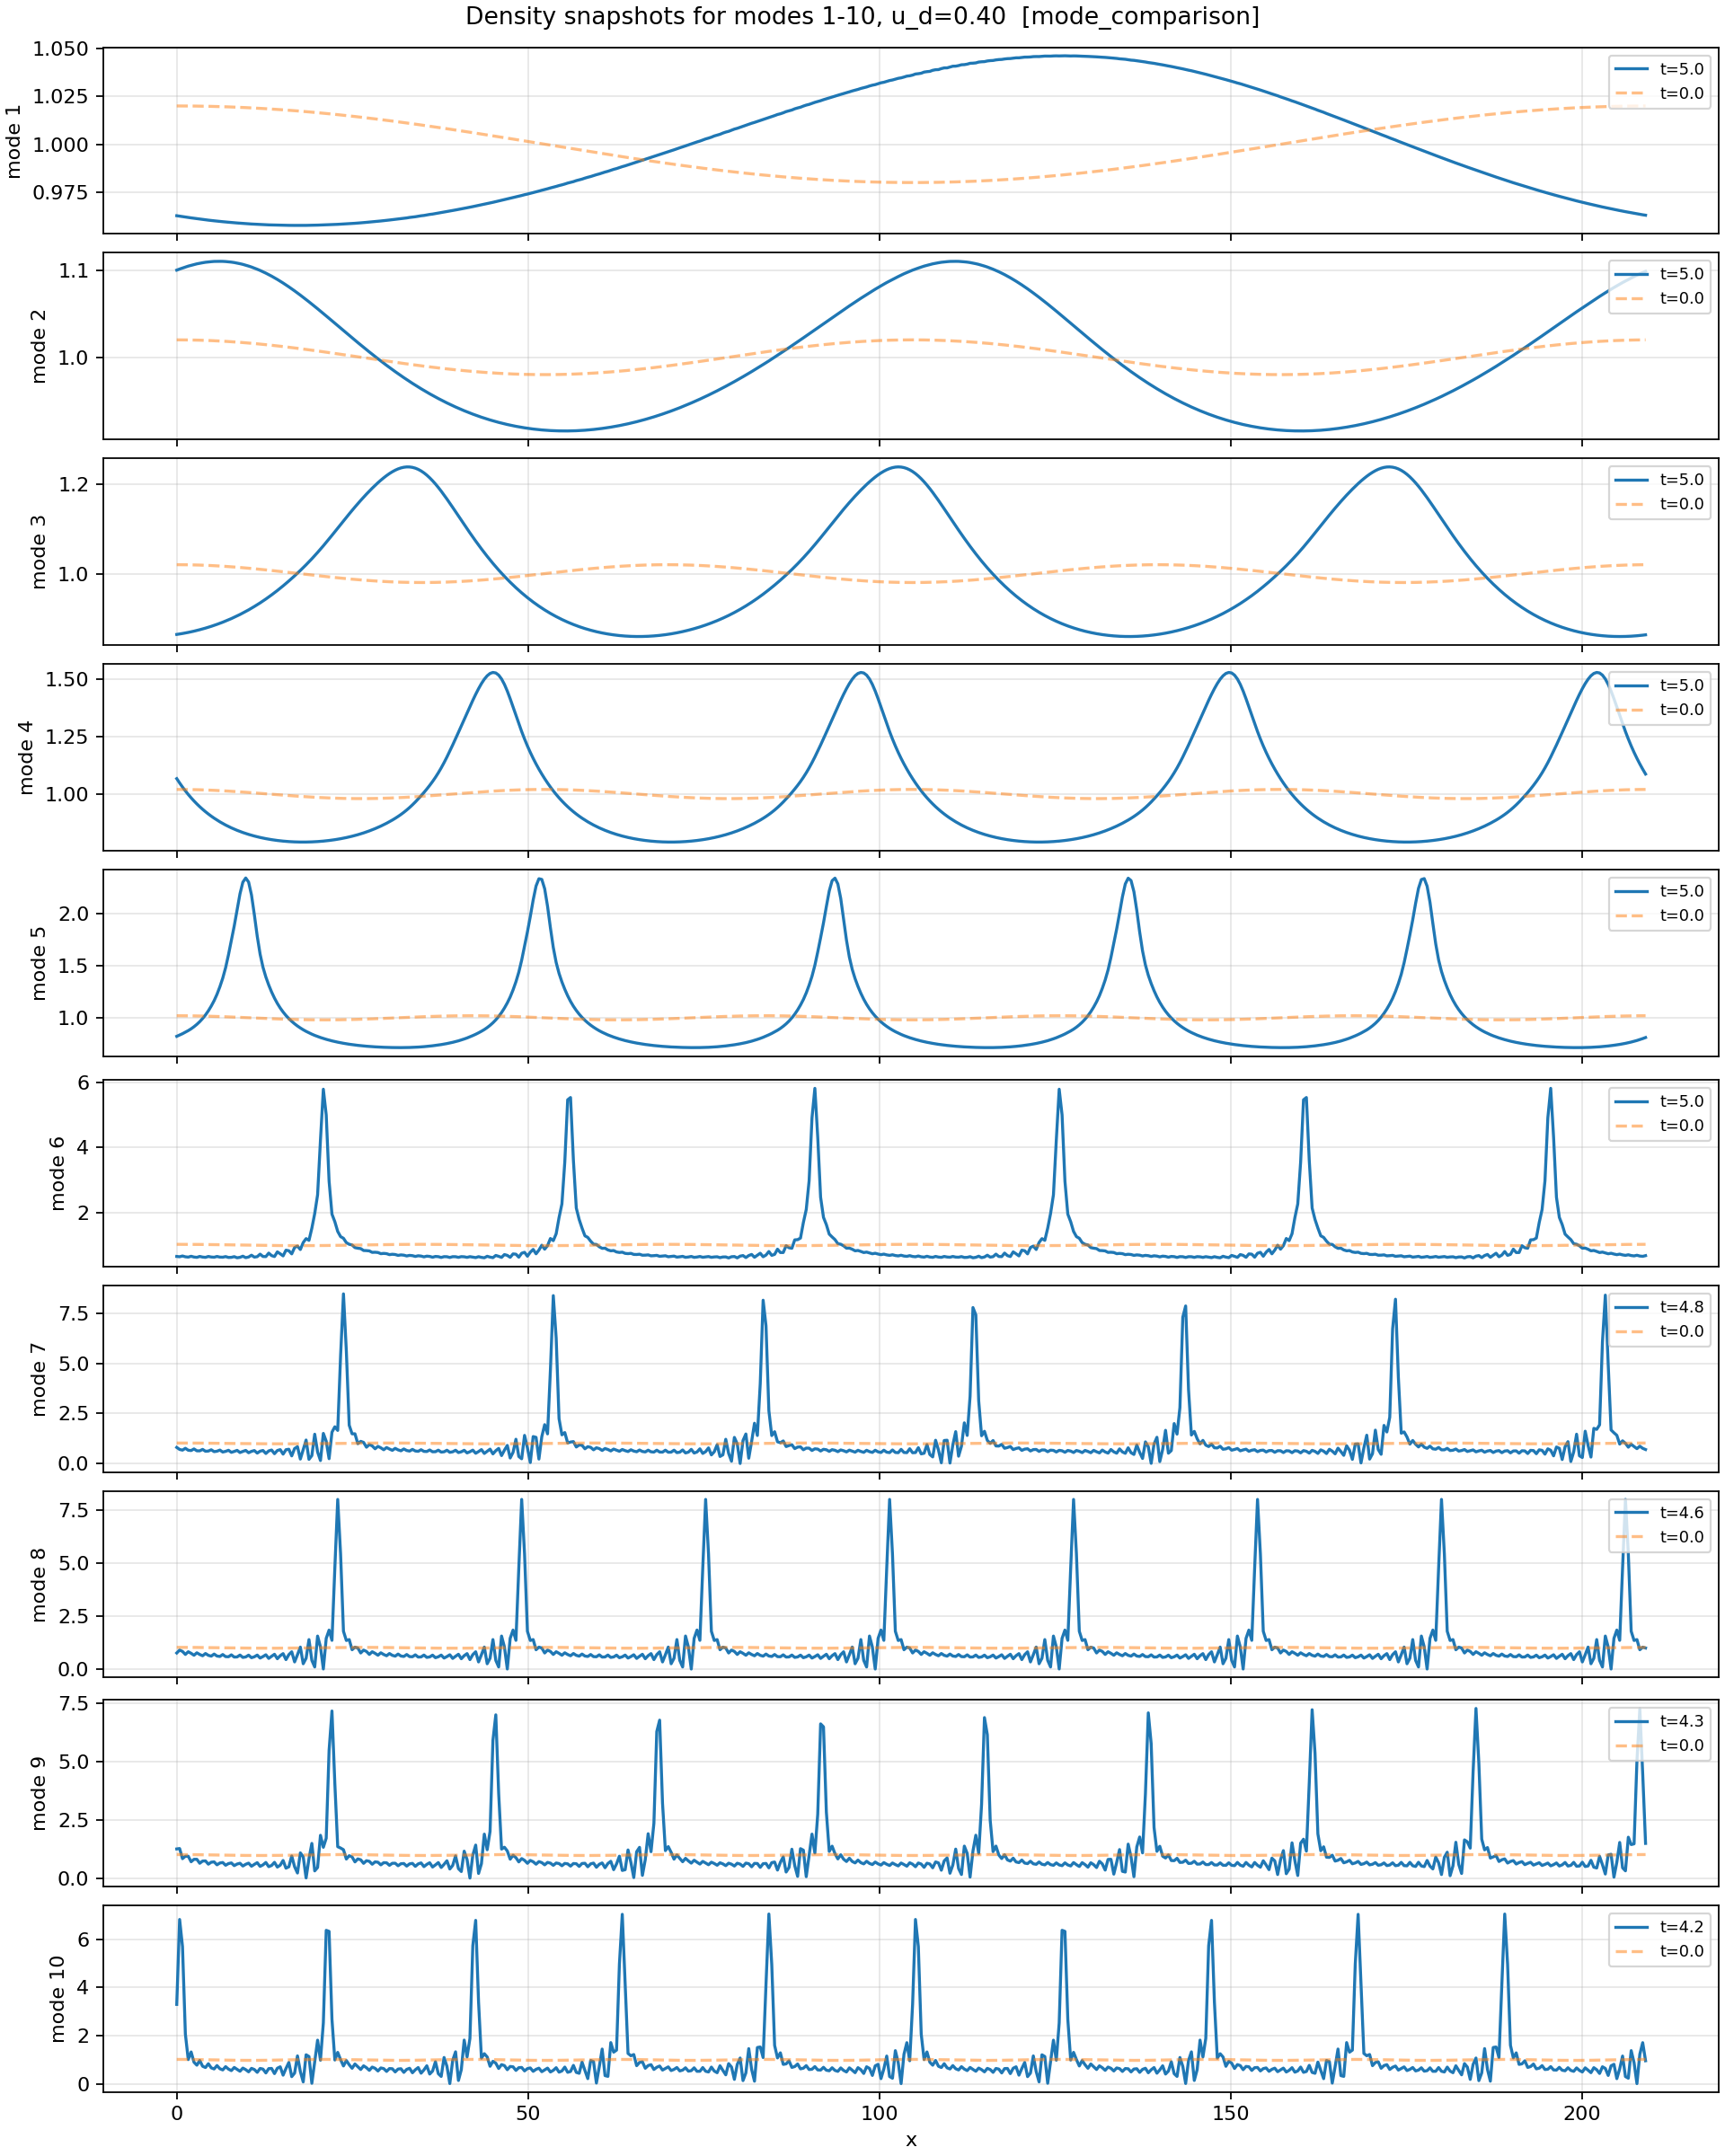 Density snapshots for modes 1-10, u_d=0.40  [mode_comparison]
mode 1
1.050
1.025
1.000
0.975
t=5.0
t=0.0
mode 2
1.1
1.0
t=5.0
t=0.0
mode 3
1.2
1.0
t=5.0
t=0.0
mode 4
1.50
1.25
1.00
t=5.0
t=0.0
mode 5
2.0
1.5
1.0
t=5.0
t=0.0
mode 6
6
4
2
t=5.0
t=0.0
mode 7
7.5
5.0
2.5
0.0
t=4.8
t=0.0
mode 8
7.5
5.0
2.5
0.0
t=4.6
t=0.0
mode 9
7.5
5.0
2.5
0.0
t=4.3
t=0.0
mode 10
6
4
2
0
t=4.2
t=0.0
0 50 100 150 200
x